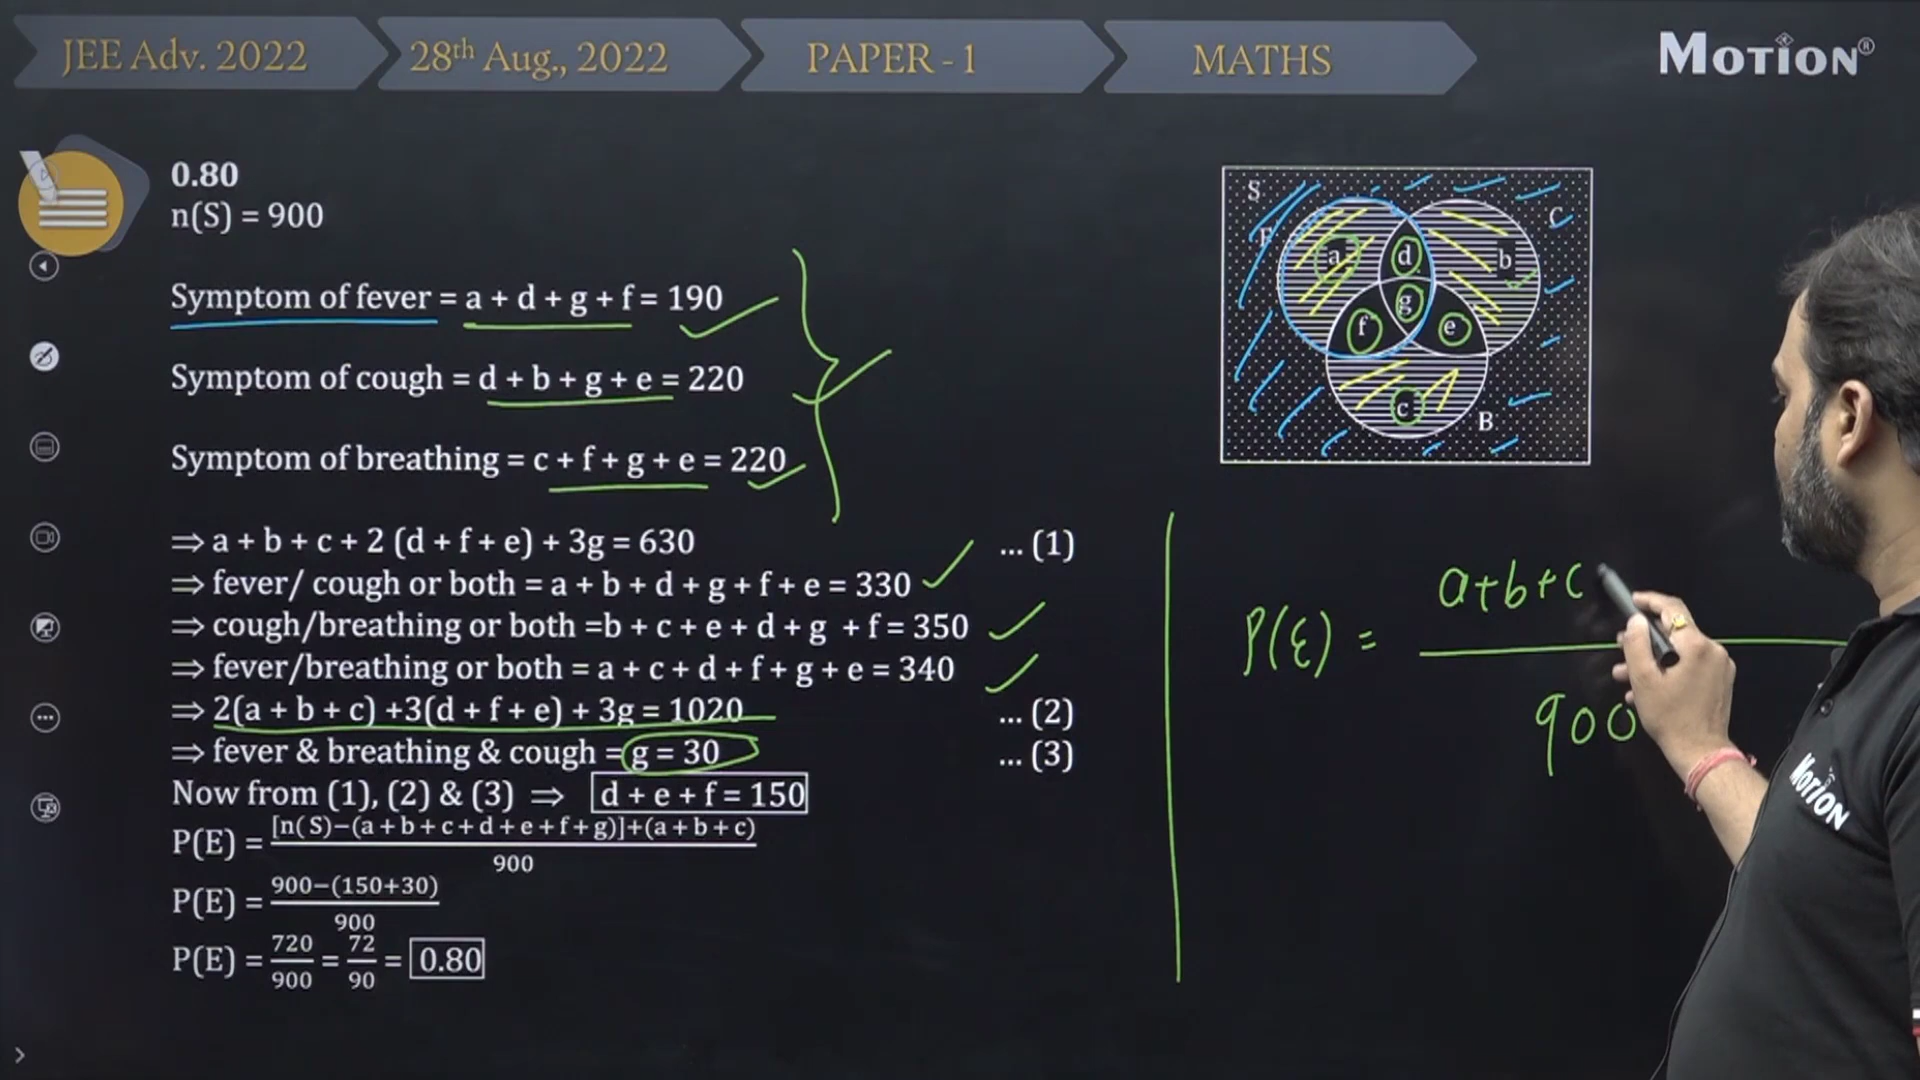 JEE Adv. 2022
28th Aug., 2022
PAPER - 1
MATHS
MOTION®
0.80
n(S) = 900
Symptom of fever = a + d + g + f = 190
Symptom of cough = d + b + g + e = 220
Symptom of breathing = c + f + g + e = 220
⇒ a + b + c + 2 (d + f + e) + 3g = 630 ... (1)
⇒ fever/ cough or both = a + b + d + g + f + e = 330
⇒ cough/breathing or both =b + c + e + d + g + f = 350
⇒ fever/breathing or both = a + c + d + f + g + e = 340
⇒ 2(a + b + c) +3(d + f + e) + 3g = 1020 ... (2)
⇒ fever & breathing & cough = g = 30 ... (3)
Now from (1), (2) & (3) ⇒ d + e + f = 150
P(E) = [n(S)−(a+b+c+d+e+f+g)]+(a+b+c) / 900
P(E) = 900−(150+30) / 900
P(E) = 720/900 = 72/90 = 0.80
S
F
C
a
d
b
g
f
e
c
B
P(E) = a+b+c / 900
MOTION